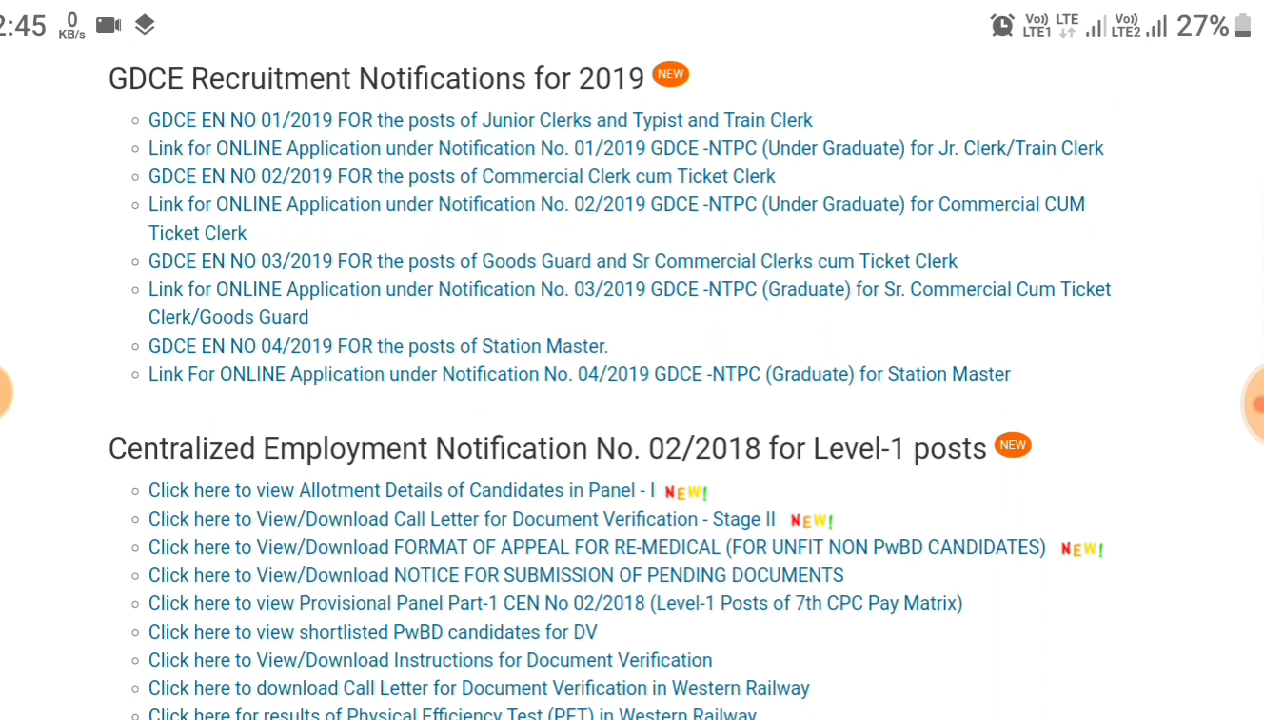 2:45 0 KB/s Vo)) LTE1 LTE Vo)) LTE2 27%
GDCE Recruitment Notifications for 2019 NEW
GDCE EN NO 01/2019 FOR the posts of Junior Clerks and Typist and Train Clerk
Link for ONLINE Application under Notification No. 01/2019 GDCE -NTPC (Under Graduate) for Jr. Clerk/Train Clerk
GDCE EN NO 02/2019 FOR the posts of Commercial Clerk cum Ticket Clerk
Link for ONLINE Application under Notification No. 02/2019 GDCE -NTPC (Under Graduate) for Commercial CUM
Ticket Clerk
GDCE EN NO 03/2019 FOR the posts of Goods Guard and Sr Commercial Clerks cum Ticket Clerk
Link for ONLINE Application under Notification No. 03/2019 GDCE -NTPC (Graduate) for Sr. Commercial Cum Ticket
Clerk/Goods Guard
GDCE EN NO 04/2019 FOR the posts of Station Master.
Link For ONLINE Application under Notification No. 04/2019 GDCE -NTPC (Graduate) for Station Master
Centralized Employment Notification No. 02/2018 for Level-1 posts NEW
Click here to view Allotment Details of Candidates in Panel - I NEW!
Click here to View/Download Call Letter for Document Verification - Stage II NEW!
Click here to View/Download FORMAT OF APPEAL FOR RE-MEDICAL (FOR UNFIT NON PwBD CANDIDATES) NEW!
Click here to View/Download NOTICE FOR SUBMISSION OF PENDING DOCUMENTS
Click here to view Provisional Panel Part-1 CEN No 02/2018 (Level-1 Posts of 7th CPC Pay Matrix)
Click here to view shortlisted PwBD candidates for DV
Click here to View/Download Instructions for Document Verification
Click here to download Call Letter for Document Verification in Western Railway
Click here for results of Physical Efficiency Test (PET) in Western Railway